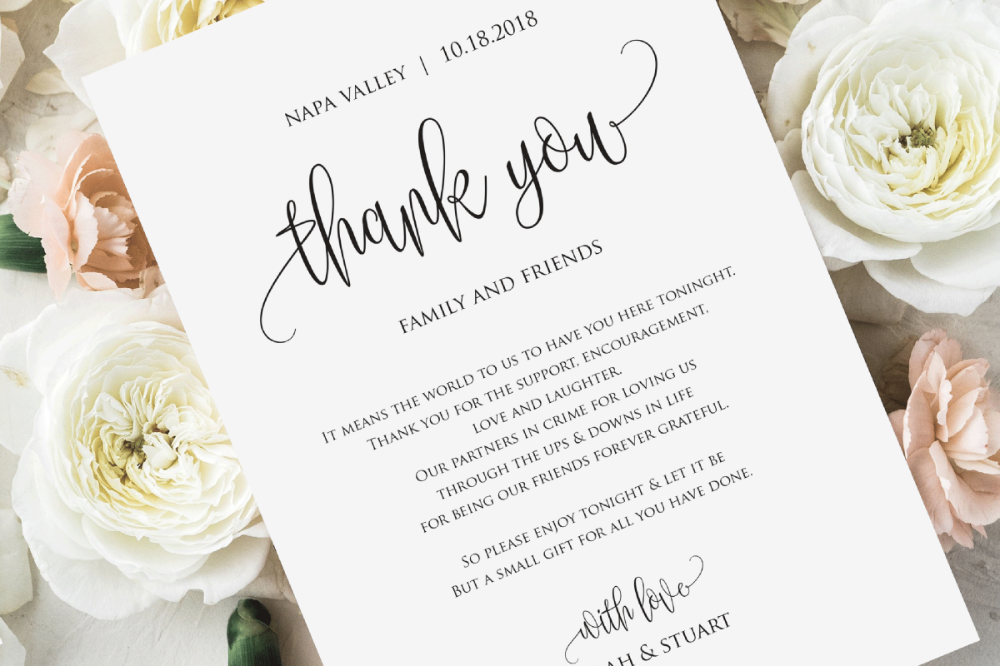 NAPA VALLEY | 10.18.2018
thank you
FAMILY AND FRIENDS
IT MEANS THE WORLD TO US TO HAVE YOU HERE TONINGHT.
THANK YOU FOR THE SUPPORT, ENCOURAGEMENT,
LOVE AND LAUGHTER.
OUR PARTNERS IN CRIME FOR LOVING US
THROUGH THE UPS & DOWNS IN LIFE
FOR BEING OUR FRIENDS FOREVER GRATEFUL.
SO PLEASE ENJOY TONIGHT & LET IT BE
BUT A SMALL GIFT FOR ALL YOU HAVE DONE.
with love
& STUART